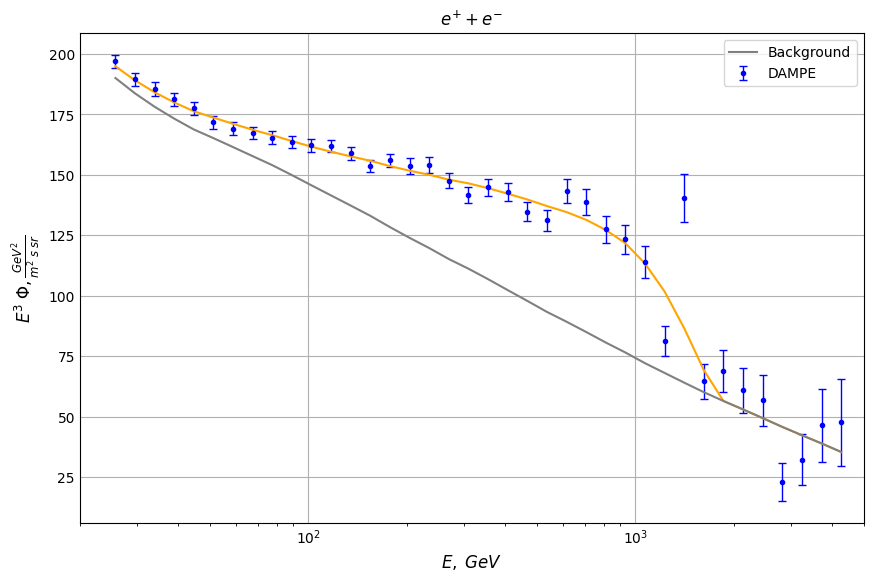 e⁺ + e⁻
Background
DAMPE
200
175
150
125
100
75
50
25
E³ Φ, GeV²/m² s sr
10² 10³
E, GeV